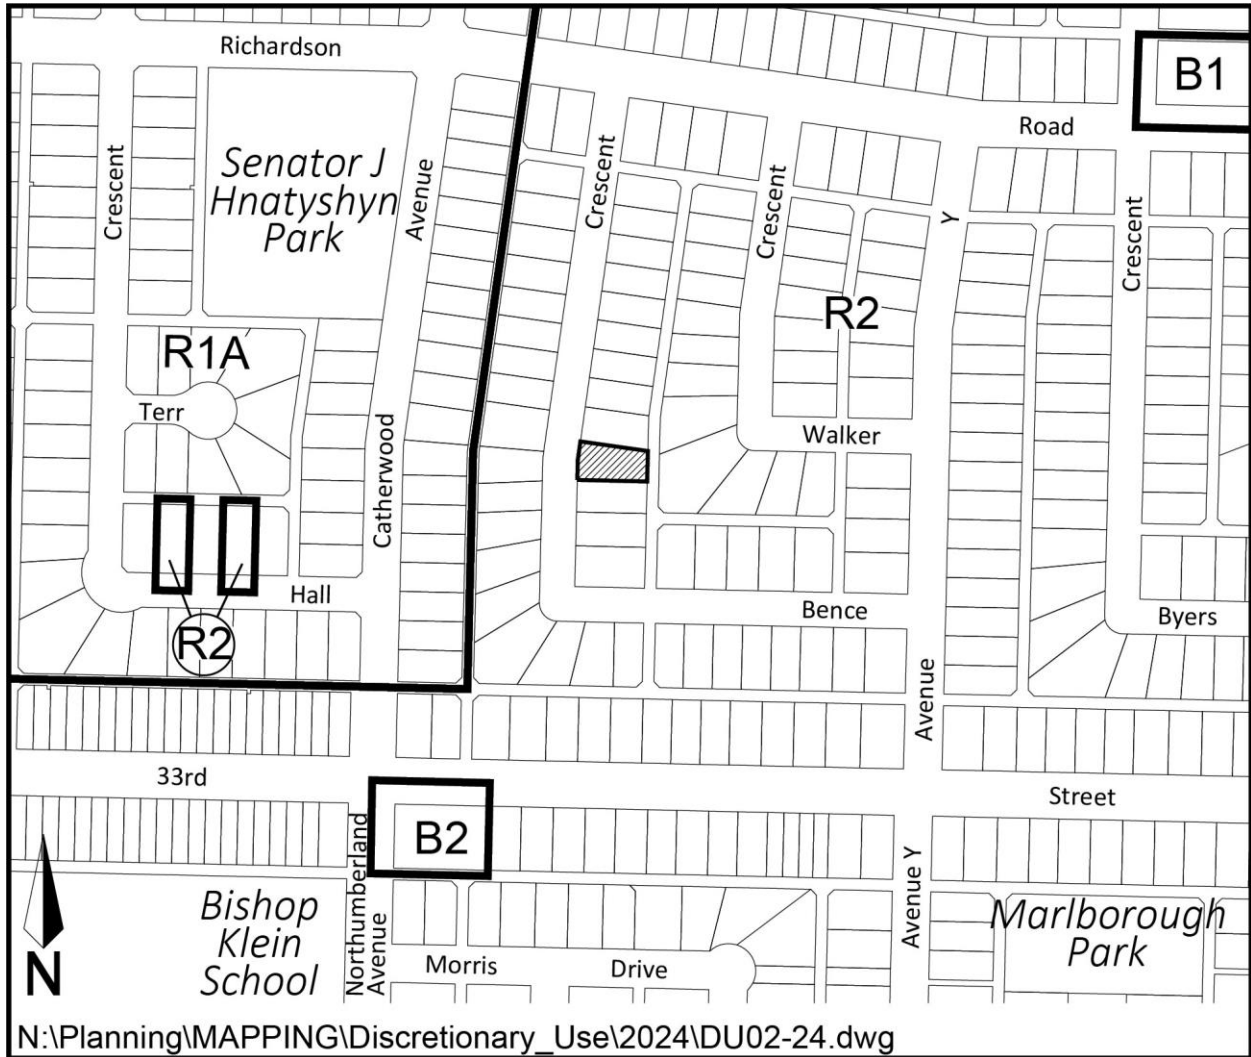 Richardson
B1
Road
Senator J
Hnatyshyn
Park
Crescent
Avenue
Crescent
Crescent
Y
Crescent
R2
R1A
Terr
Walker
Catherwood
Hall
Bence
Byers
R2
Avenue
33rd
Street
B2
Northumberland
Avenue
Bishop
Klein
School
Avenue Y
Marlborough
Park
Morris
Drive
N
N:\Planning\MAPPING\Discretionary_Use\2024\DU02-24.dwg